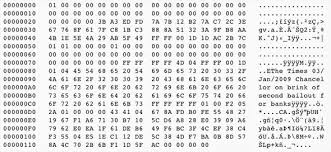 00000000 01 00 00 00 00 00 00 00 00 00 00 00 00 00 00 00 ................
00000010 00 00 00 00 00 00 00 00 00 00 00 00 00 00 00 00 ................
00000020 00 00 00 00 3B A3 ED FD 7A 7B 12 B2 7A C7 2C 3E ....;£íýz{.²zÇ,>
00000030 67 76 8F 61 7F C8 1B C3 88 8A 51 32 3A 9F B8 AA gv.a.È.ÃˆŠQ2:Ÿ¸ª
00000040 4B 1E 5E 4A 29 AB 5F 49 FF FF 00 1D 1D AC 2B 7C K.^J)«_Iÿÿ...¬+|
00000050 01 01 00 00 00 01 00 00 00 00 00 00 00 00 00 00 ................
00000060 00 00 00 00 00 00 00 00 00 00 00 00 00 00 00 00 ................
00000070 00 00 00 00 00 00 FF FF FF FF 4D 04 FF FF 00 1D ......ÿÿÿÿM.ÿÿ..
00000080 01 04 45 54 68 65 20 54 69 6D 65 73 20 30 33 2F ..EThe Times 03/
00000090 4A 61 6E 2F 32 30 30 39 20 43 68 61 6E 63 65 6C Jan/2009 Chancel
000000A0 6C 6F 72 20 6F 6E 20 62 72 69 6E 6B 20 6F 66 20 lor on brink of
000000B0 73 65 63 6F 6E 64 20 62 61 69 6C 6F 75 74 20 66 second bailout f
000000C0 6F 72 20 62 61 6E 6B 73 FF FF FF FF 01 00 F2 05 or banksÿÿÿÿ..ò.
000000D0 2A 01 00 00 00 43 41 04 67 8A FD B0 FE 55 48 27 *....CA.gŠý°þUH'
000000E0 19 67 F1 A6 71 30 B7 10 5C D6 A8 28 E0 39 09 A6 .gñ¦q0·.\Ö¨(à9.¦
000000F0 79 62 E0 EA 1F 61 DE B6 49 F6 BC 3F 4C EF 38 C4 ybàê.aÞ¶Iö¼?Lï8Ä
00000100 F3 55 04 E5 1E C1 12 DE 5C 38 4D F7 BA 0B 8D 57 óU.å.Á.Þ\8M÷º..W
00000110 8A 4C 70 2B 6B F1 1D 5F AC 00 00 00 00 ŠLp+kñ._¬....